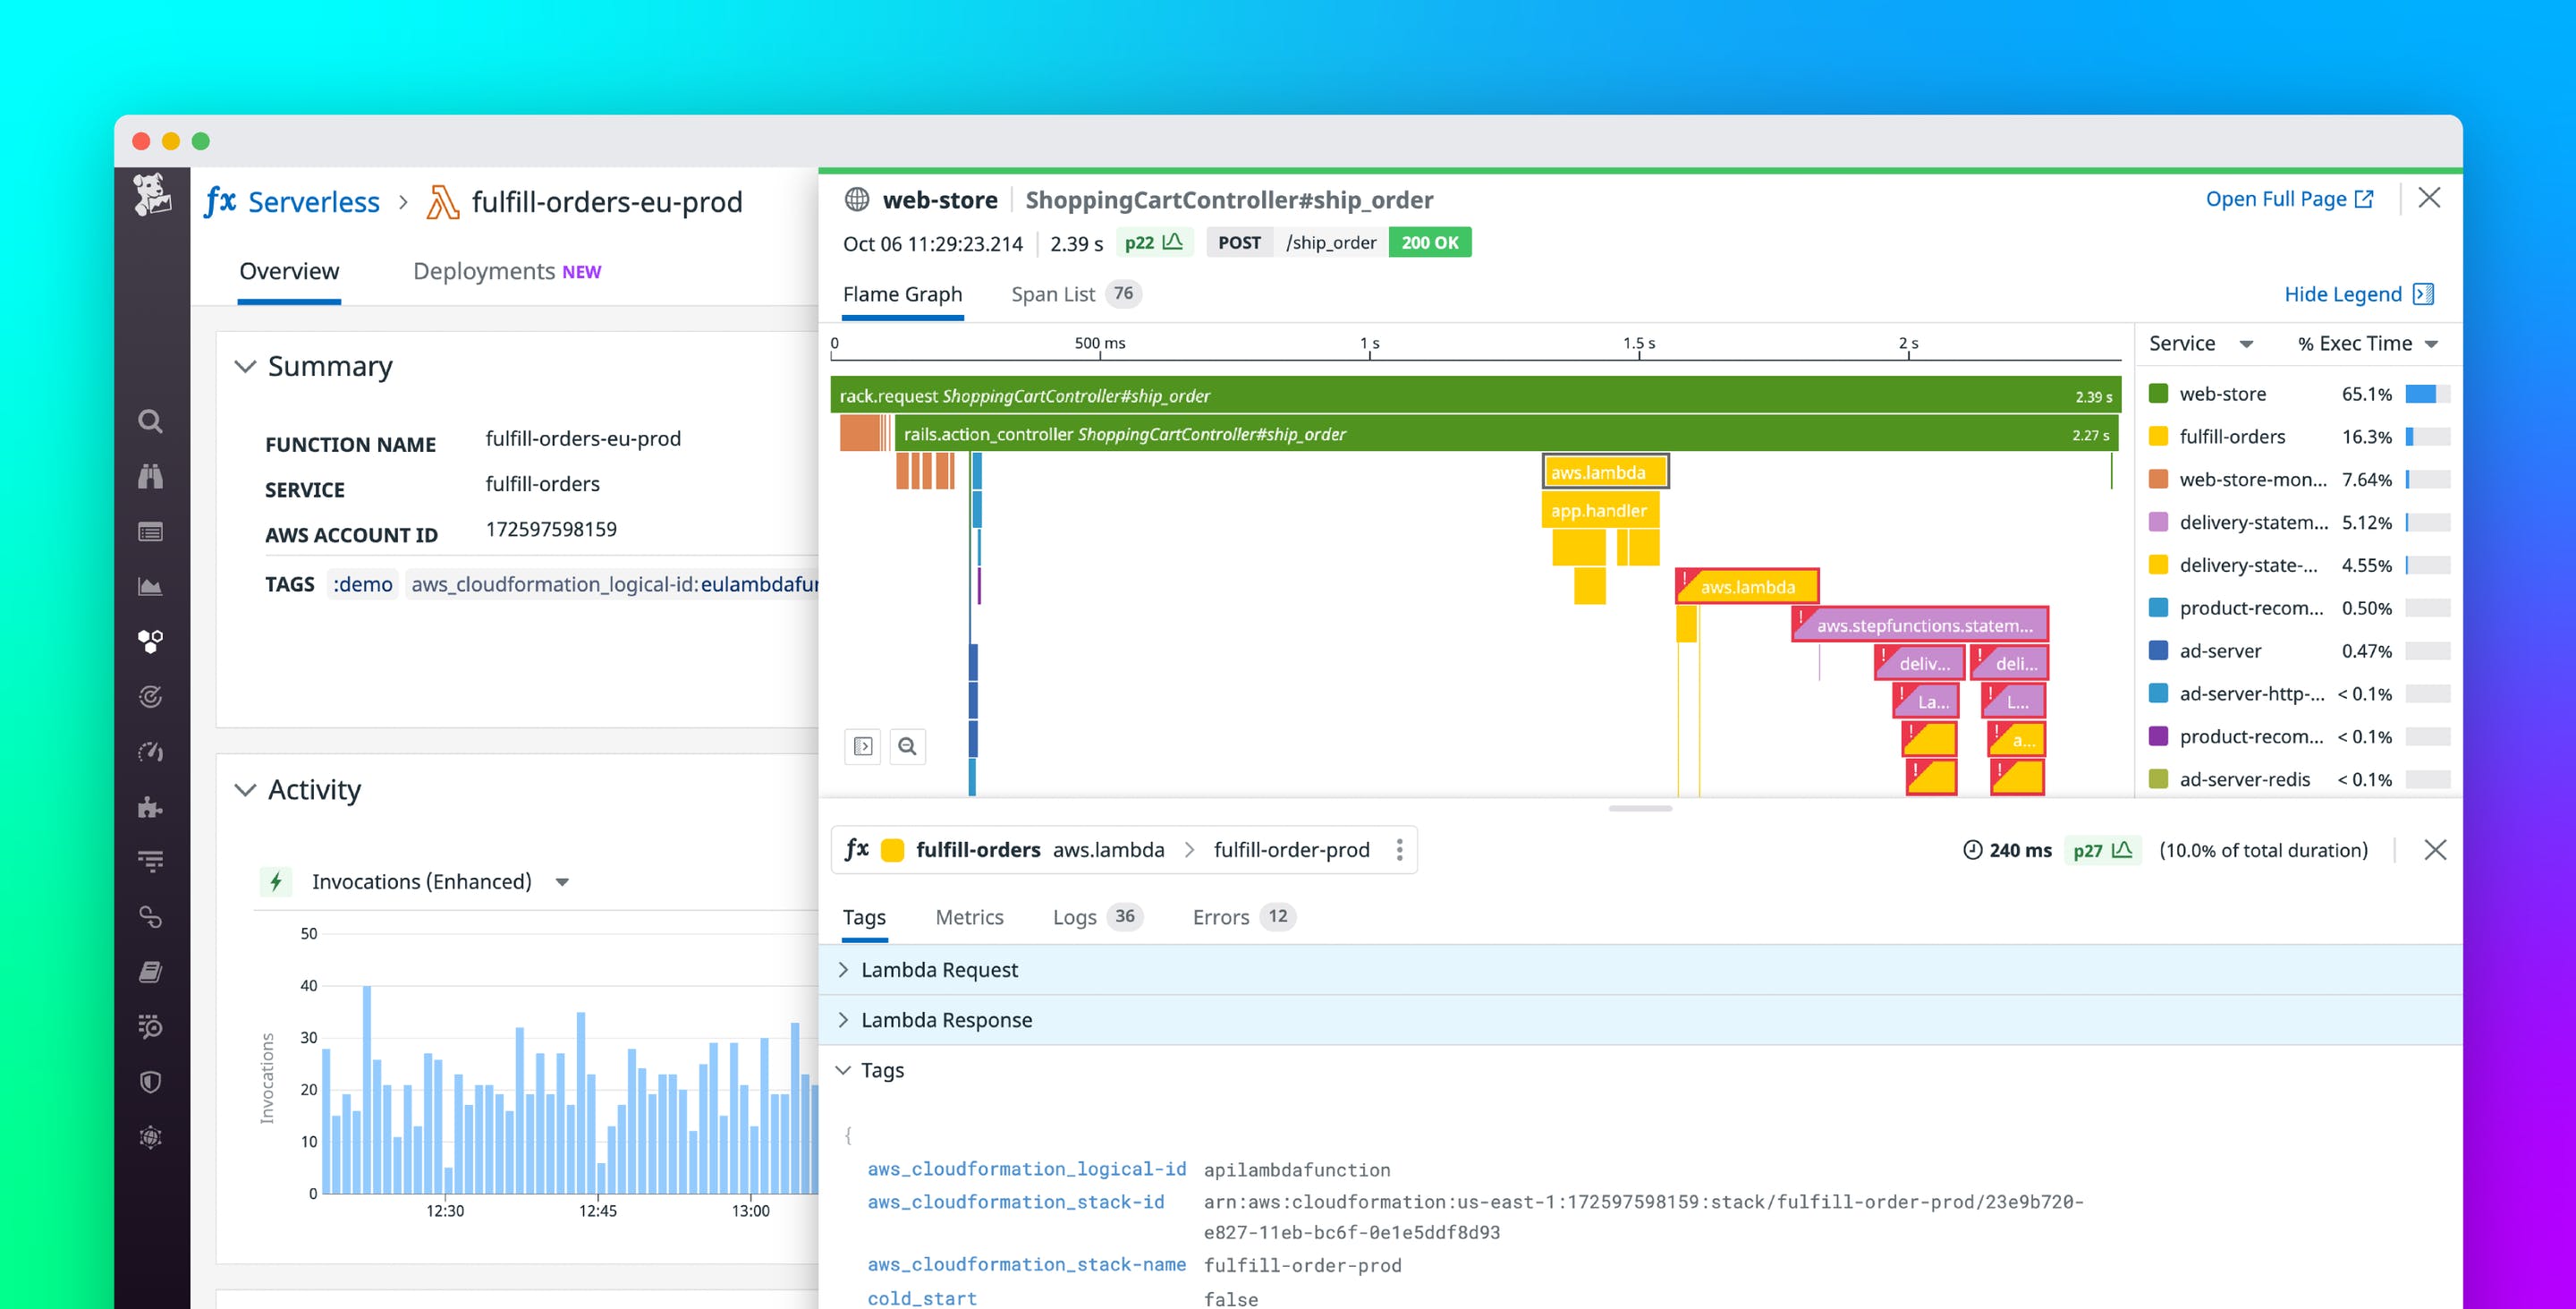 fx Serverless > fulfill-orders-eu-prod
Overview
Deployments NEW
Summary
FUNCTION NAME fulfill-orders-eu-prod
SERVICE fulfill-orders
AWS ACCOUNT ID 172597598159
TAGS :demo aws_cloudformation_logical-id:eulambdafu
Activity
Invocations (Enhanced)
Invocations
50
40
30
20
10
0
12:30 12:45 13:00
web-store ShoppingCartController#ship_order
Open Full Page
Oct 06 11:29:23.214 2.39 s p22 POST /ship_order 200 OK
Flame Graph Span List 76
Hide Legend
0 500 ms 1 s 1.5 s 2 s
rack.request ShoppingCartController#ship_order 2.39 s
rails.action_controller ShoppingCartController#ship_order 2.27 s
aws.lambda
app.handler
! aws.lambda
! aws.stepfunctions.statem...
! deliv... ! deli...
! La... ! L...
! ! a...
! !
Service % Exec Time
web-store 65.1%
fulfill-orders 16.3%
web-store-mon... 7.64%
delivery-statem... 5.12%
delivery-state-... 4.55%
product-recom... 0.50%
ad-server 0.47%
ad-server-http-... < 0.1%
product-recom... < 0.1%
ad-server-redis < 0.1%
fx fulfill-orders aws.lambda > fulfill-order-prod
240 ms p27 (10.0% of total duration)
Tags Metrics Logs 36 Errors 12
Lambda Request
Lambda Response
Tags
{
aws_cloudformation_logical-id apilambdafunction
aws_cloudformation_stack-id arn:aws:cloudformation:us-east-1:172597598159:stack/fulfill-order-prod/23e9b720-
e827-11eb-bc6f-0e1e5ddf8d93
aws_cloudformation_stack-name fulfill-order-prod
cold_start false